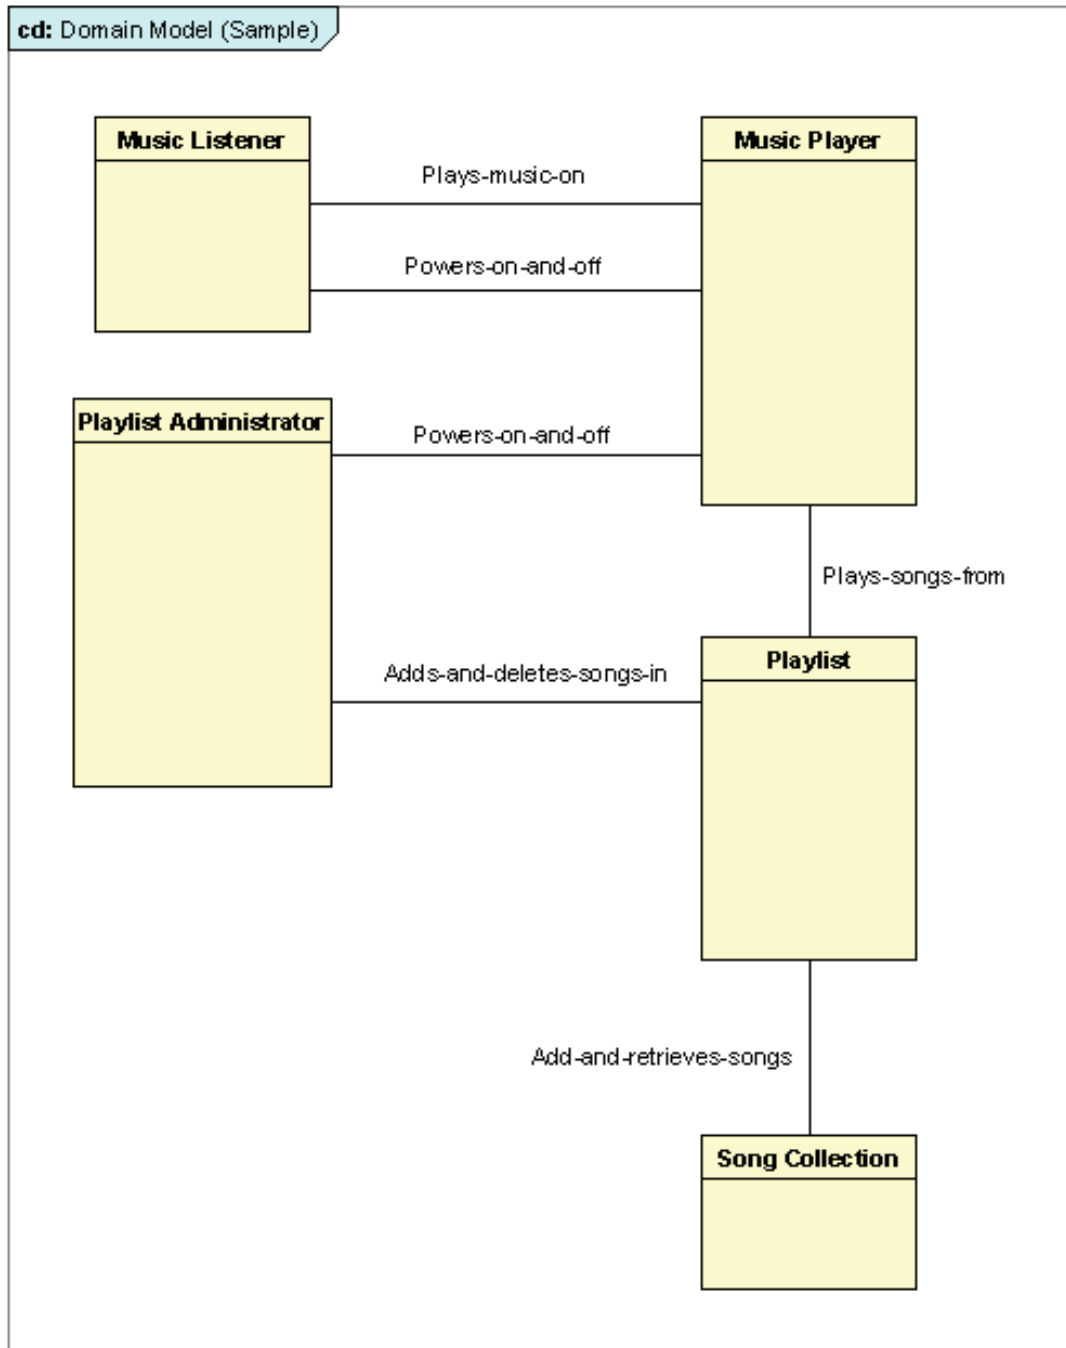 cd: Domain Model (Sample)
Music Listener
Music Player
Plays-music-on
Powers-on-and-off
Playlist Administrator
Powers-on-and-off
Plays-songs-from
Playlist
Adds-and-deletes-songs-in
Add-and-retrieves-songs
Song Collection